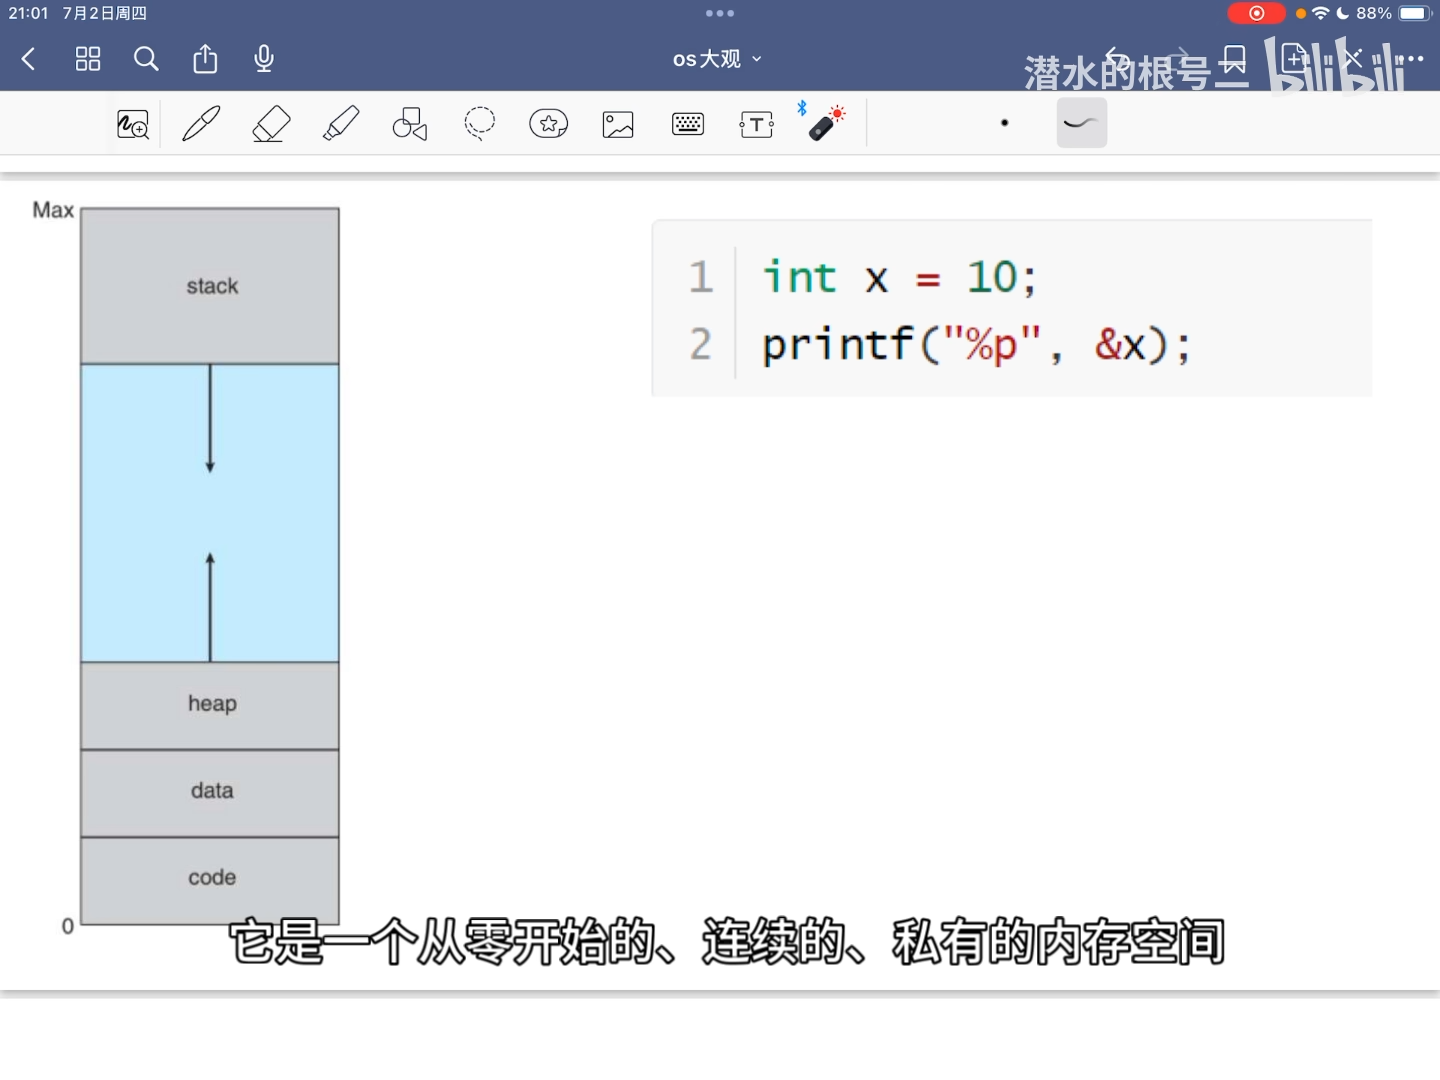 21:01 7月2日周四
88%
os大观
潜水的根号二 bilibili
T
Max
stack
heap
data
code
0
1 int x = 10;
2 printf("%p", &x);
它是一个从零开始的、连续的、私有的内存空间